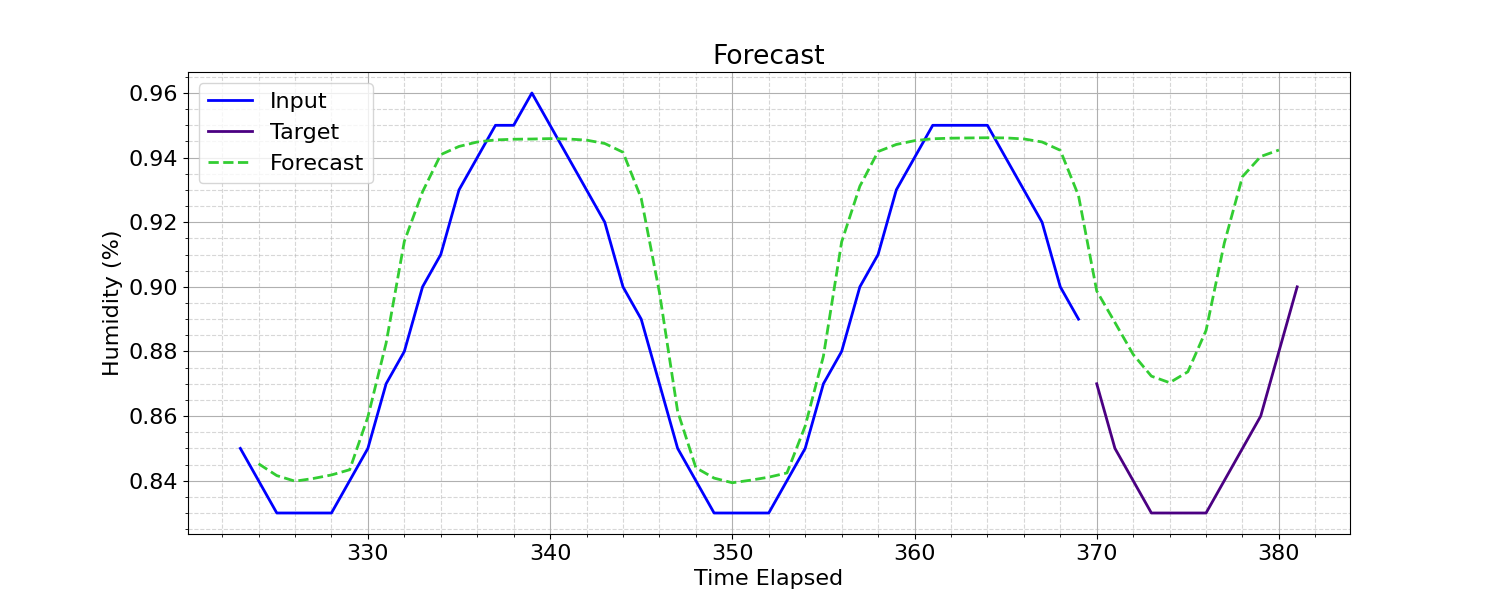 Forecast
Input
Target
Forecast
Humidity (%)
0.96
0.94
0.92
0.90
0.88
0.86
0.84
330 340 350 360 370 380
Time Elapsed